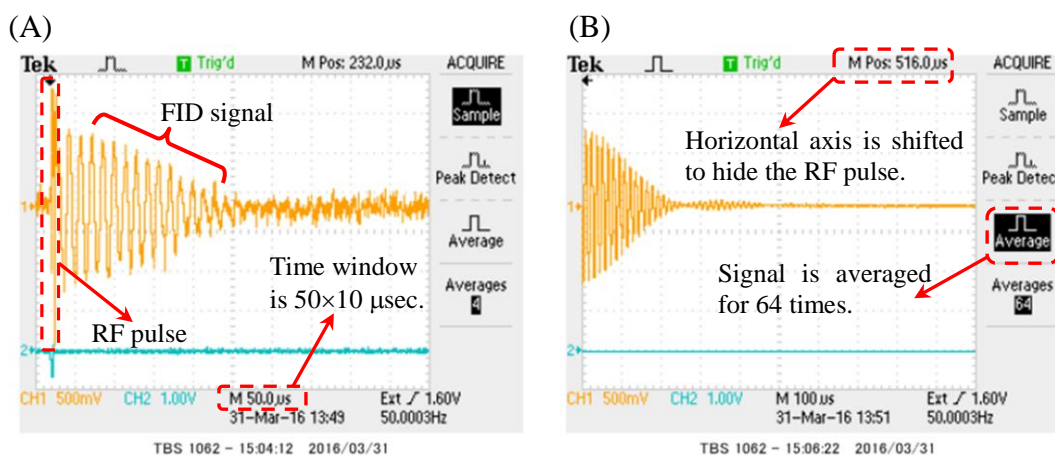 (A)
Tek
T Trig'd
M Pos: 232.0µs
ACQUIRE
FID signal
Sample
Peak Detect
1
Average
Time window
is 50×10 µsec.
Averages
4
RF pulse
2
CH1 500mV
CH2 1.00V
M 50.0µs
Ext ƒ 1.60V
31-Mar-16 13:49
50.0003Hz
TBS 1062 - 15:04:12 2016/03/31
(B)
Tek
T Trig'd
M Pos: 516.0µs
ACQUIRE
Sample
Horizontal axis is shifted
to hide the RF pulse.
Peak Detec
1
Average
Signal is averaged
for 64 times.
Averages
64
2
CH1 500mV
CH2 1.00V
M 100µs
Ext ƒ 1.60V
31-Mar-16 13:51
50.0003Hz
TBS 1062 - 15:06:22 2016/03/31